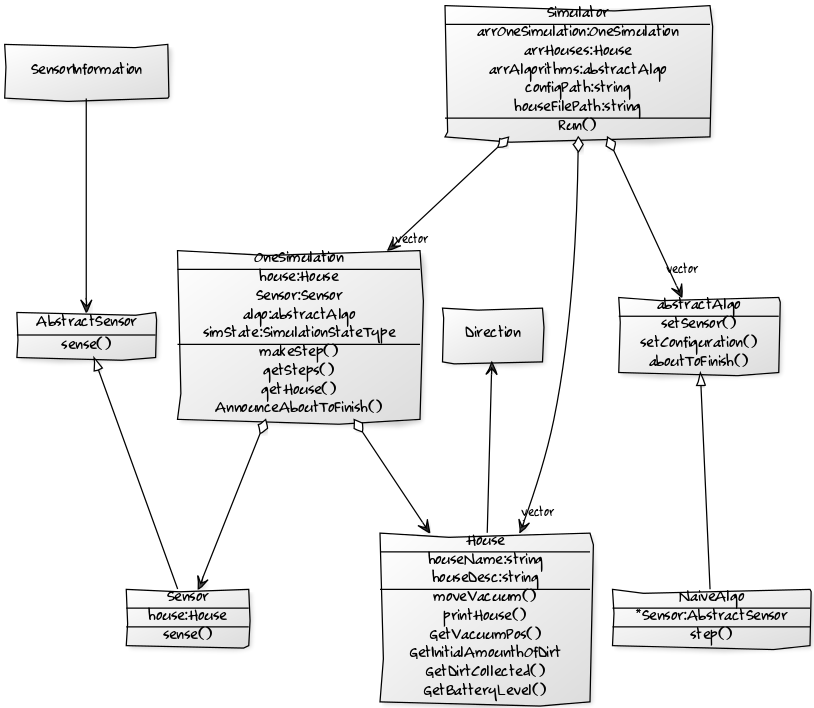 Simulator
arrOneSimulation:OneSimulation
arrHouses:House
arrAlgorithms:abstractAlgo
configPath:string
houseFilePath:string
Run()
SensorInformation
vector
OneSimulation
house:House
Sensor:Sensor
algo:abstractAlgo
simState:SimulationStateType
makeStep()
getSteps()
getHouse()
AnnounceAboutToFinish()
vector
abstractAlgo
setSensor()
setConfiguration()
aboutToFinish()
AbstractSensor
sense()
Direction
vector
House
houseName:string
houseDesc:string
moveVacuum()
printHouse()
GetVacuumPos()
GetInitialAmounthOfDirt
GetDirtCollected()
GetBatteryLevel()
Sensor
house:House
sense()
NaiveAlgo
*Sensor:AbstractSensor
step()